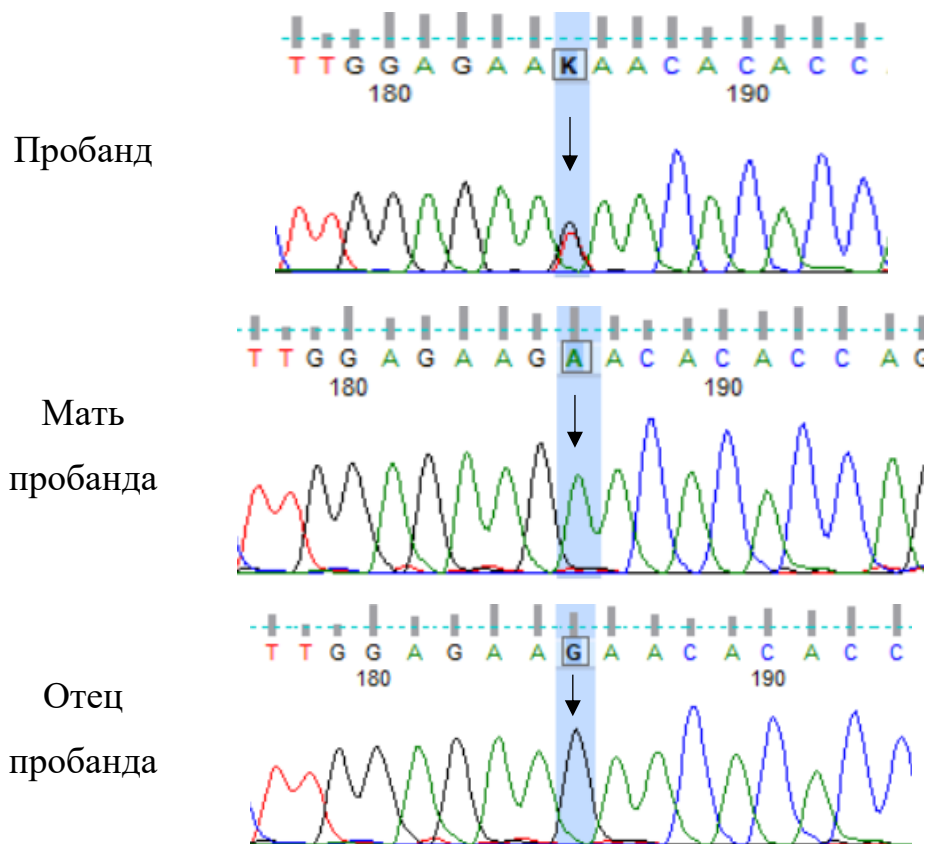 T T G G A G A A K A A C A C A C C
180 190
Пробанд
T T G G A G A A G A A C A C A C C A G
180 190
Мать
пробанда
T T G G A G A A G A A C A C A C C
180 190
Отец
пробанда